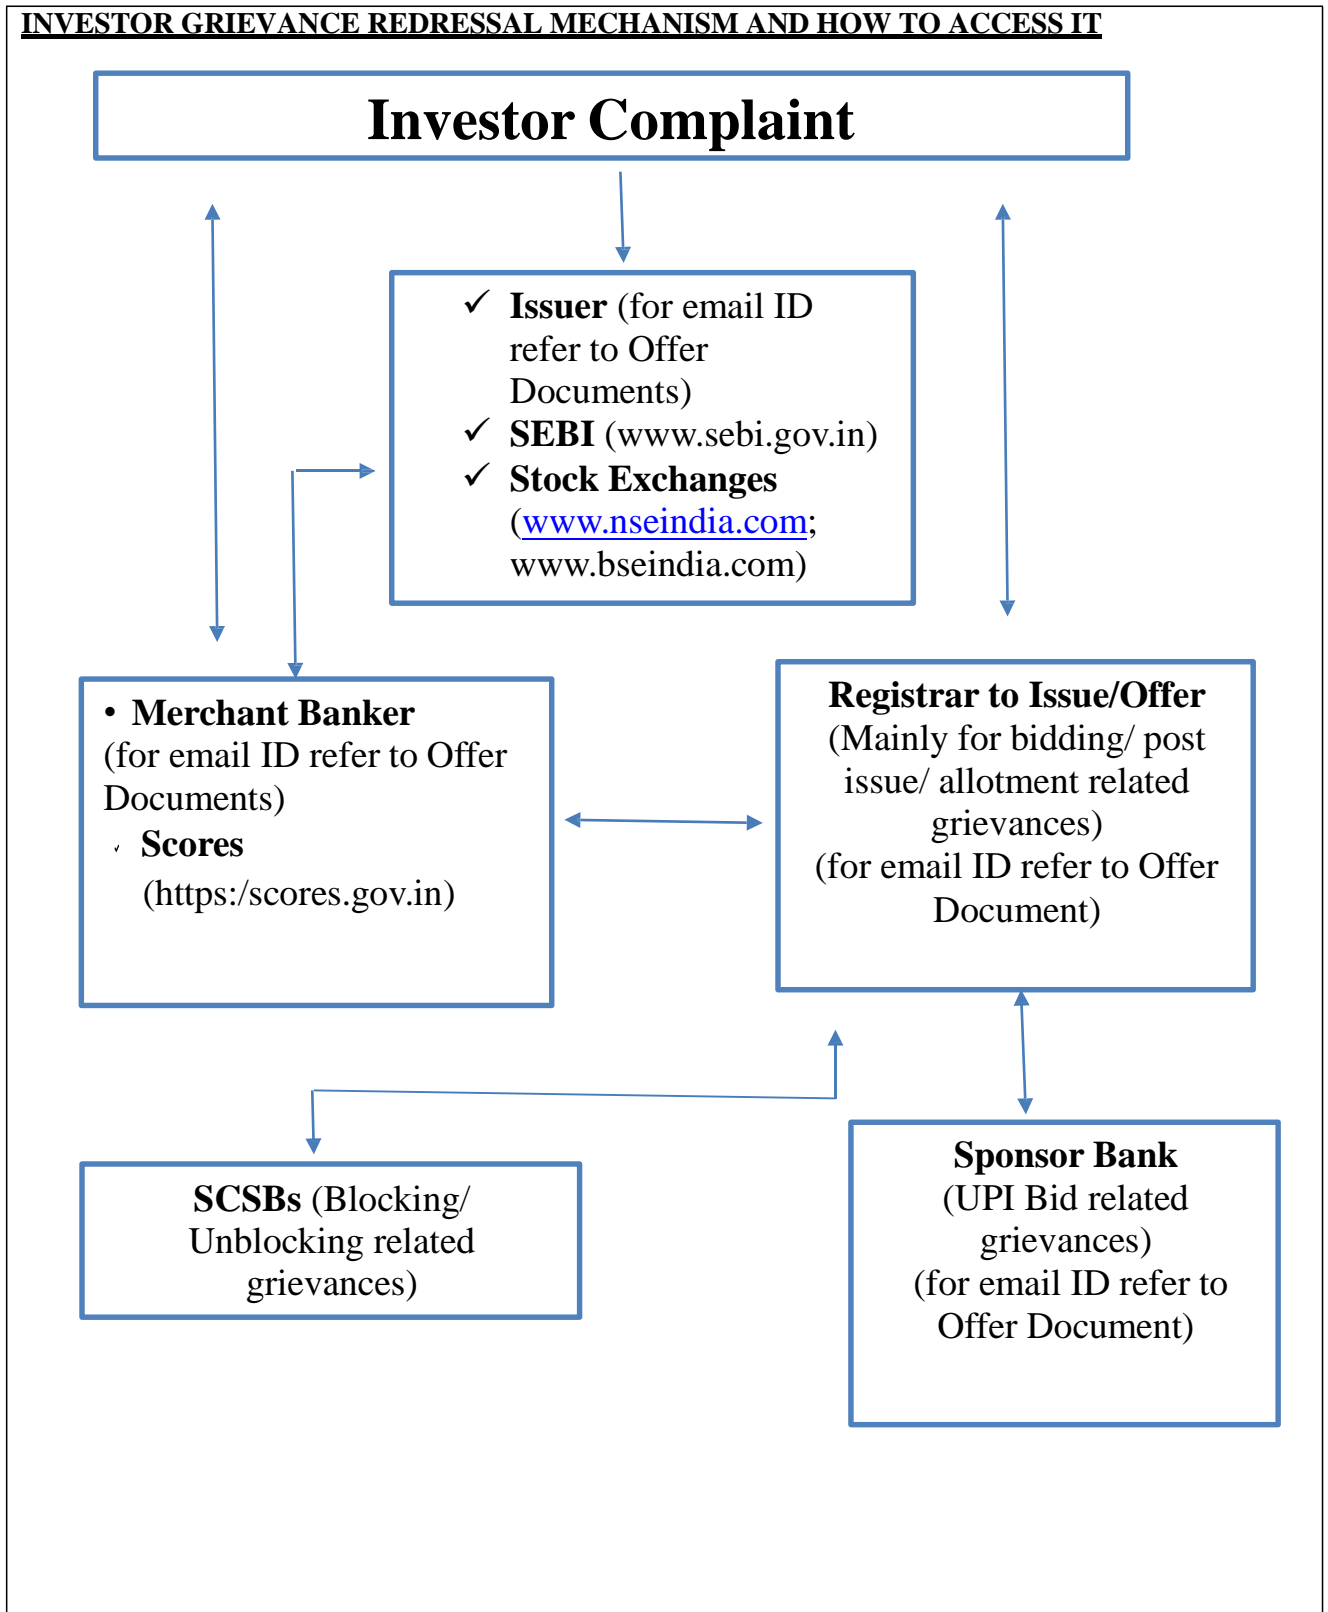 INVESTOR GRIEVANCE REDRESSAL MECHANISM AND HOW TO ACCESS IT
Investor Complaint
✓ Issuer (for email ID
refer to Offer
Documents)
✓ SEBI (www.sebi.gov.in)
✓ Stock Exchanges
(www.nseindia.com;
www.bseindia.com)
• Merchant Banker
(for email ID refer to Offer
Documents)
✓ Scores
(https:/scores.gov.in)
Registrar to Issue/Offer
(Mainly for bidding/ post
issue/ allotment related
grievances)
(for email ID refer to Offer
Document)
SCSBs (Blocking/
Unblocking related
grievances)
Sponsor Bank
(UPI Bid related
grievances)
(for email ID refer to
Offer Document)